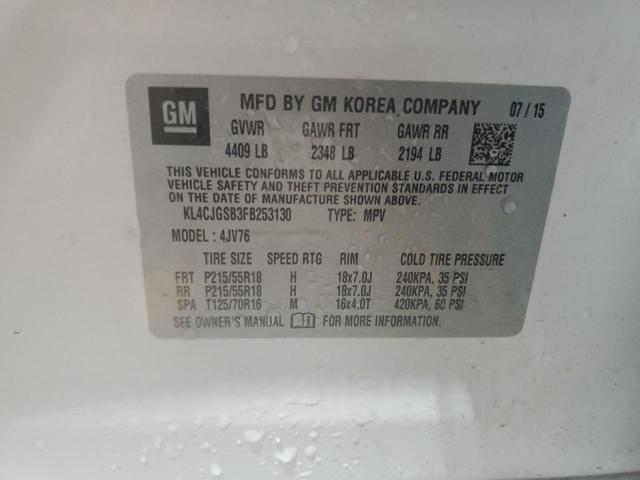 GM MFD BY GM KOREA COMPANY 07 / 15
GVWR GAWR FRT GAWR RR
4409 LB 2348 LB 2194 LB
THIS VEHICLE CONFORMS TO ALL APPLICABLE U.S. FEDERAL MOTOR
VEHICLE SAFETY AND THEFT PREVENTION STANDARDS IN EFFECT
ON THE DATE OF MANUFACTURE SHOWN ABOVE.
KL4CJGSB3FB253130 TYPE: MPV
MODEL : 4JV76
TIRE SIZE SPEED RTG RIM COLD TIRE PRESSURE
FRT P215/55R18 H 18x7.0J 240KPA, 35 PSI
RR P215/55R18 H 18x7.0J 240KPA, 35 PSI
SPA T125/70R16 M 16x4.0T 420KPA, 60 PSI
SEE OWNER'S MANUAL FOR MORE INFORMATION.